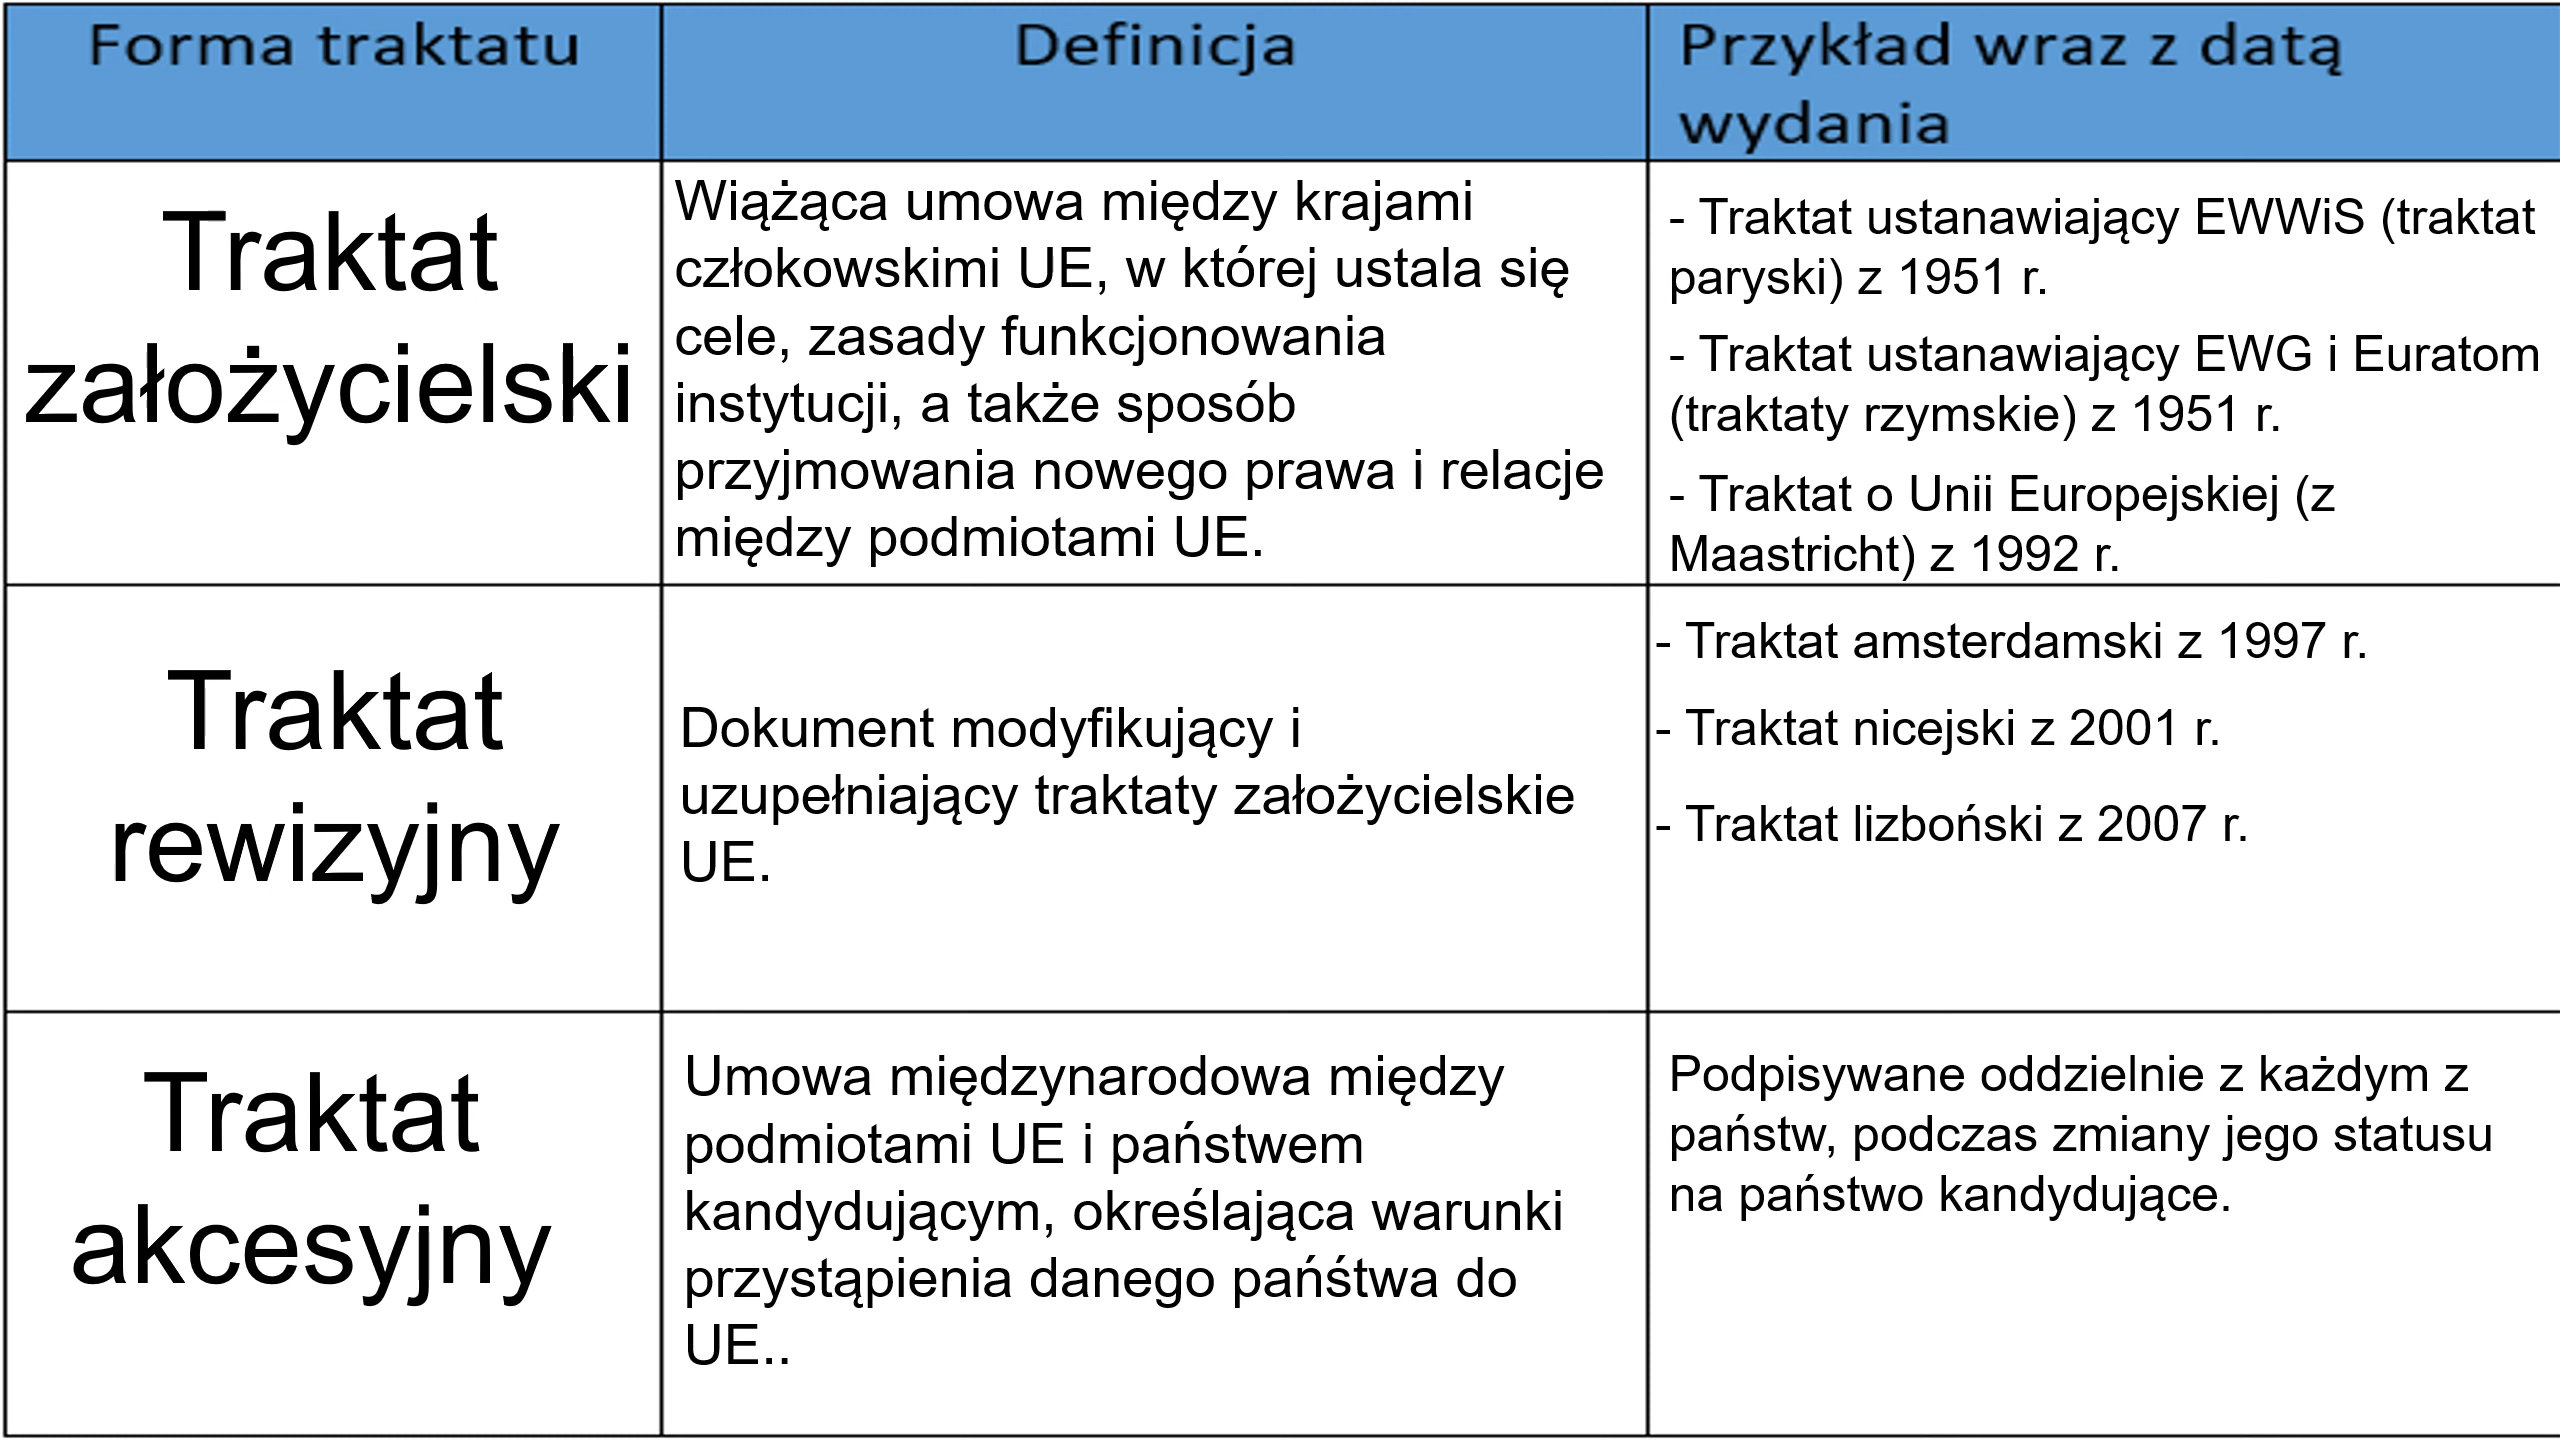 Forma traktatu
Definicja
Przykład wraz z datą
wydania
Traktat
założycielski
Wiążąca umowa między krajami
człokowskimi UE, w której ustala się
cele, zasady funkcjonowania
instytucji, a także sposób
przyjmowania nowego prawa i relacje
między podmiotami UE.
- Traktat ustanawiający EWWiS (traktat
paryski) z 1951 r.
- Traktat ustanawiający EWG i Euratom
(traktaty rzymskie) z 1951 r.
- Traktat o Unii Europejskiej (z
Maastricht) z 1992 r.
Traktat
rewizyjny
Dokument modyfikujący i
uzupełniający traktaty założycielskie
UE.
- Traktat amsterdamski z 1997 r.
- Traktat nicejski z 2001 r.
- Traktat lizboński z 2007 r.
Traktat
akcesyjny
Umowa międzynarodowa między
podmiotami UE i państwem
kandydującym, określająca warunki
przystąpienia danego pańśtwa do
UE..
Podpisywane oddzielnie z każdym z
państw, podczas zmiany jego statusu
na państwo kandydujące.